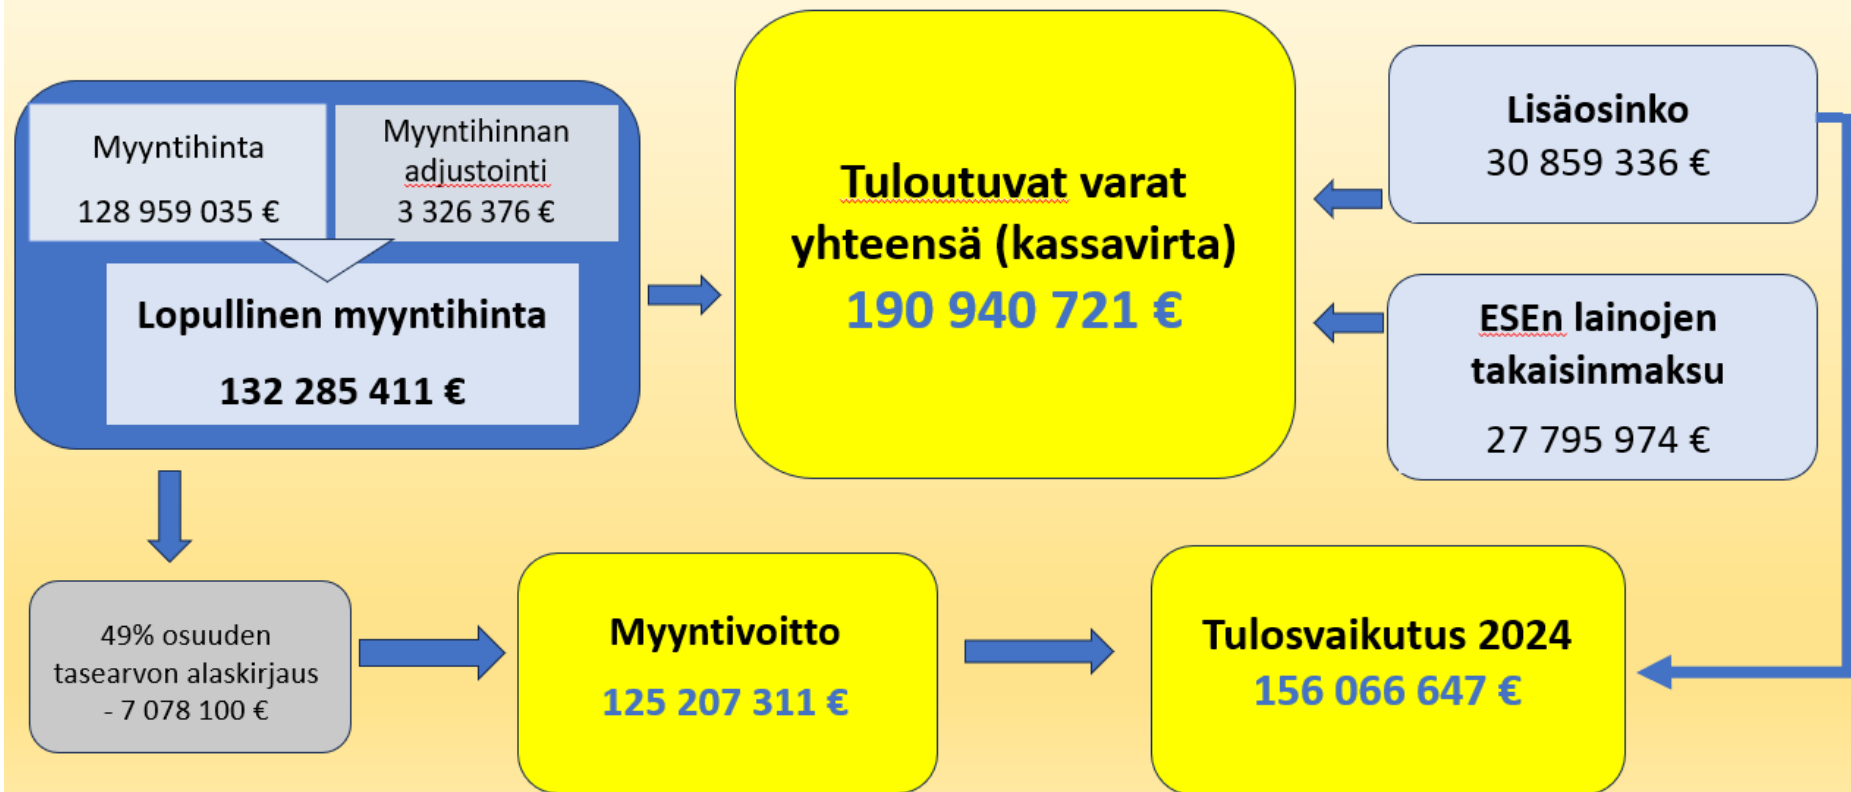 Myyntihinta
128 959 035 €
Myyntihinnan
adjustointi
3 326 376 €
Lopullinen myyntihinta
132 285 411 €
Tuloutuvat varat
yhteensä (kassavirta)
190 940 721 €
Lisäosinko
30 859 336 €
ESEn lainojen
takaisinmaksu
27 795 974 €
49% osuuden
tasearvon alaskirjaus
- 7 078 100 €
Myyntivoitto
125 207 311 €
Tulosvaikutus 2024
156 066 647 €